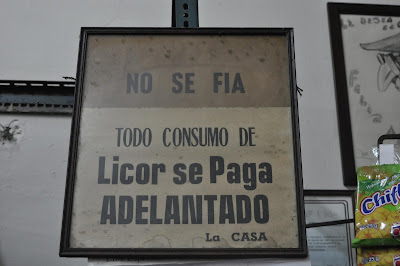 NO SE FIA
TODO CONSUMO DE
Licor se Paga
ADELANTADO
La CASA